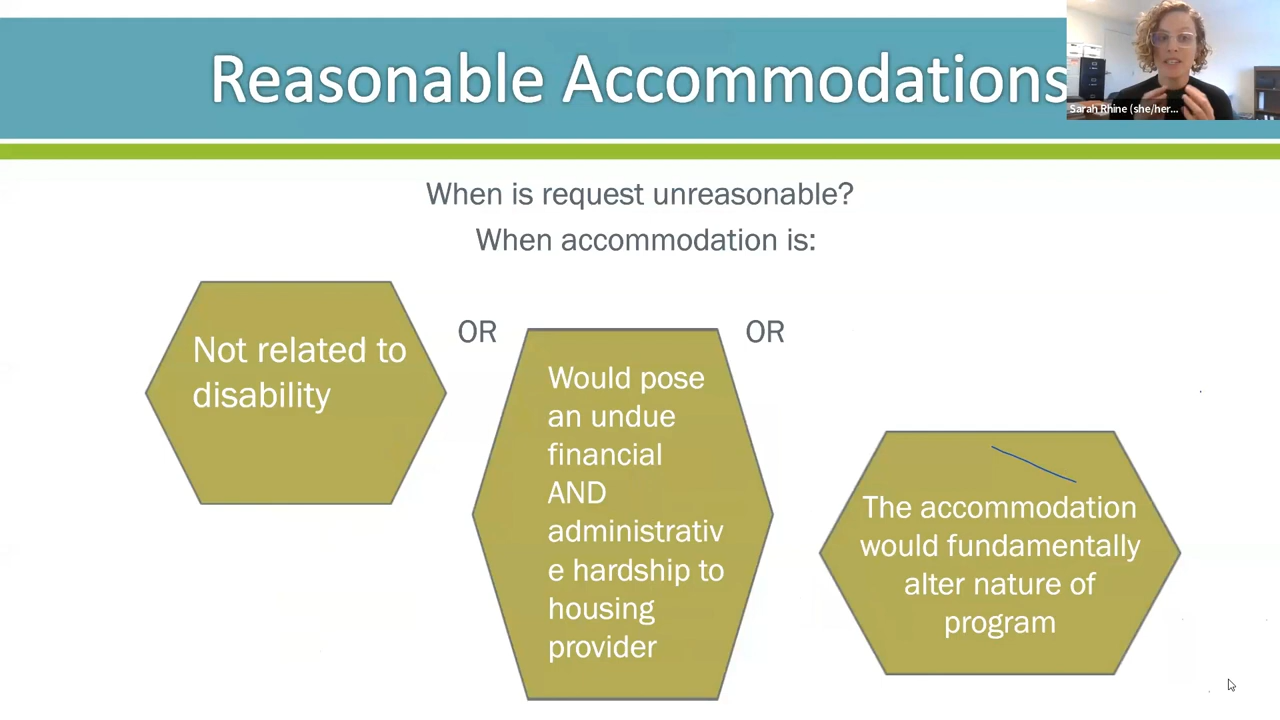 Reasonable Accommodations
Sarah Rhine (she/her...
When is request unreasonable?
When accommodation is:
Not related to
disability
OR
Would pose
an undue
financial
AND
administrativ
e hardship to
housing
provider
OR
The accommodation
would fundamentally
alter nature of
program